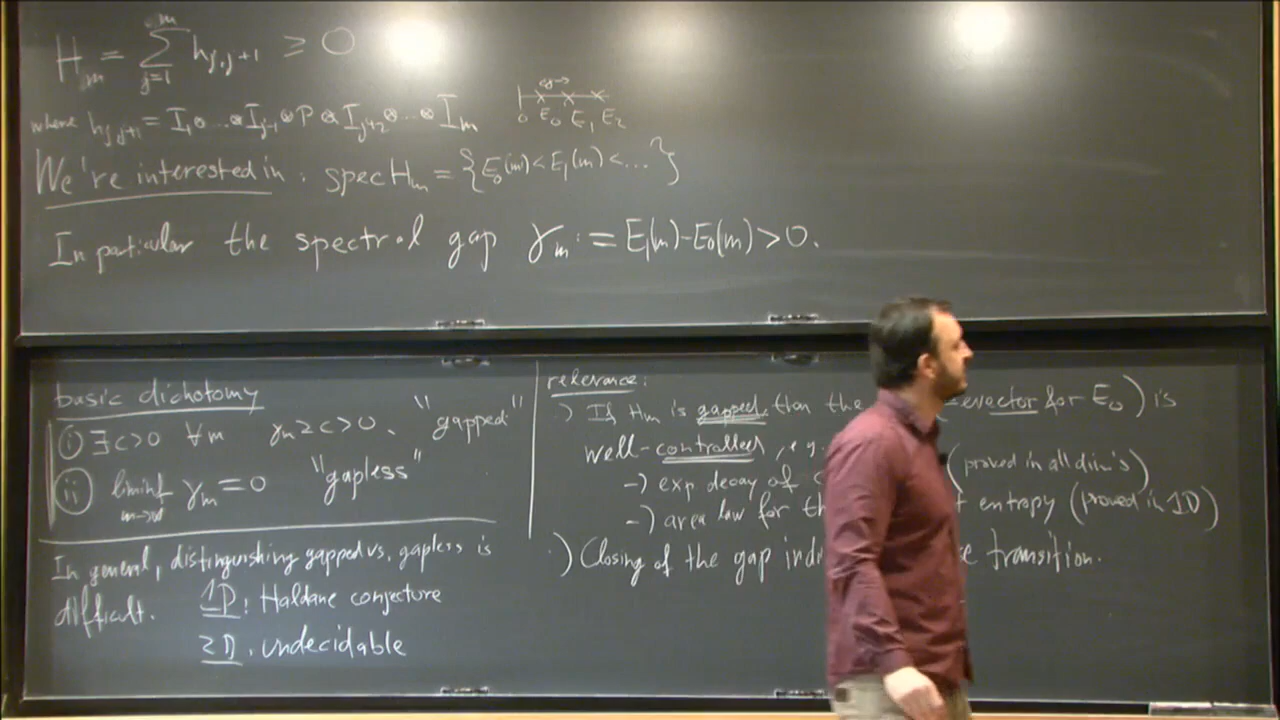 H_m = \sum_{j=1}^{m} h_{j,j+1} ≥ 0
where h_{j,j+1} = I_1 ⊗ ... ⊗ I_{j-1} ⊗ P ⊗ I_{j+2} ⊗ ... ⊗ I_m
0 E_0 E_1 E_2
We're interested in: spec H_m = {E_0(m) < E_1(m) < ...}
In particular the spectral gap γ_m := E_1(m) - E_0(m) > 0.
basic dichotomy
i) ∃ c>0 ∀m γ_m ≥ c > 0. "gapped"
ii) liminf_{m→∞} γ_m = 0 "gapless"
In general, distinguishing gapped vs. gapless is
difficult. 1D: Haldane conjecture
2D: undecidable
relevance:
·) If H_m is gapped, then the evector for E_0) is
well-controlled, e.g.
-) exp decay of (proved in all dim's)
-) area law for entropy (proved in 1D)
·) Closing of the gap transition.